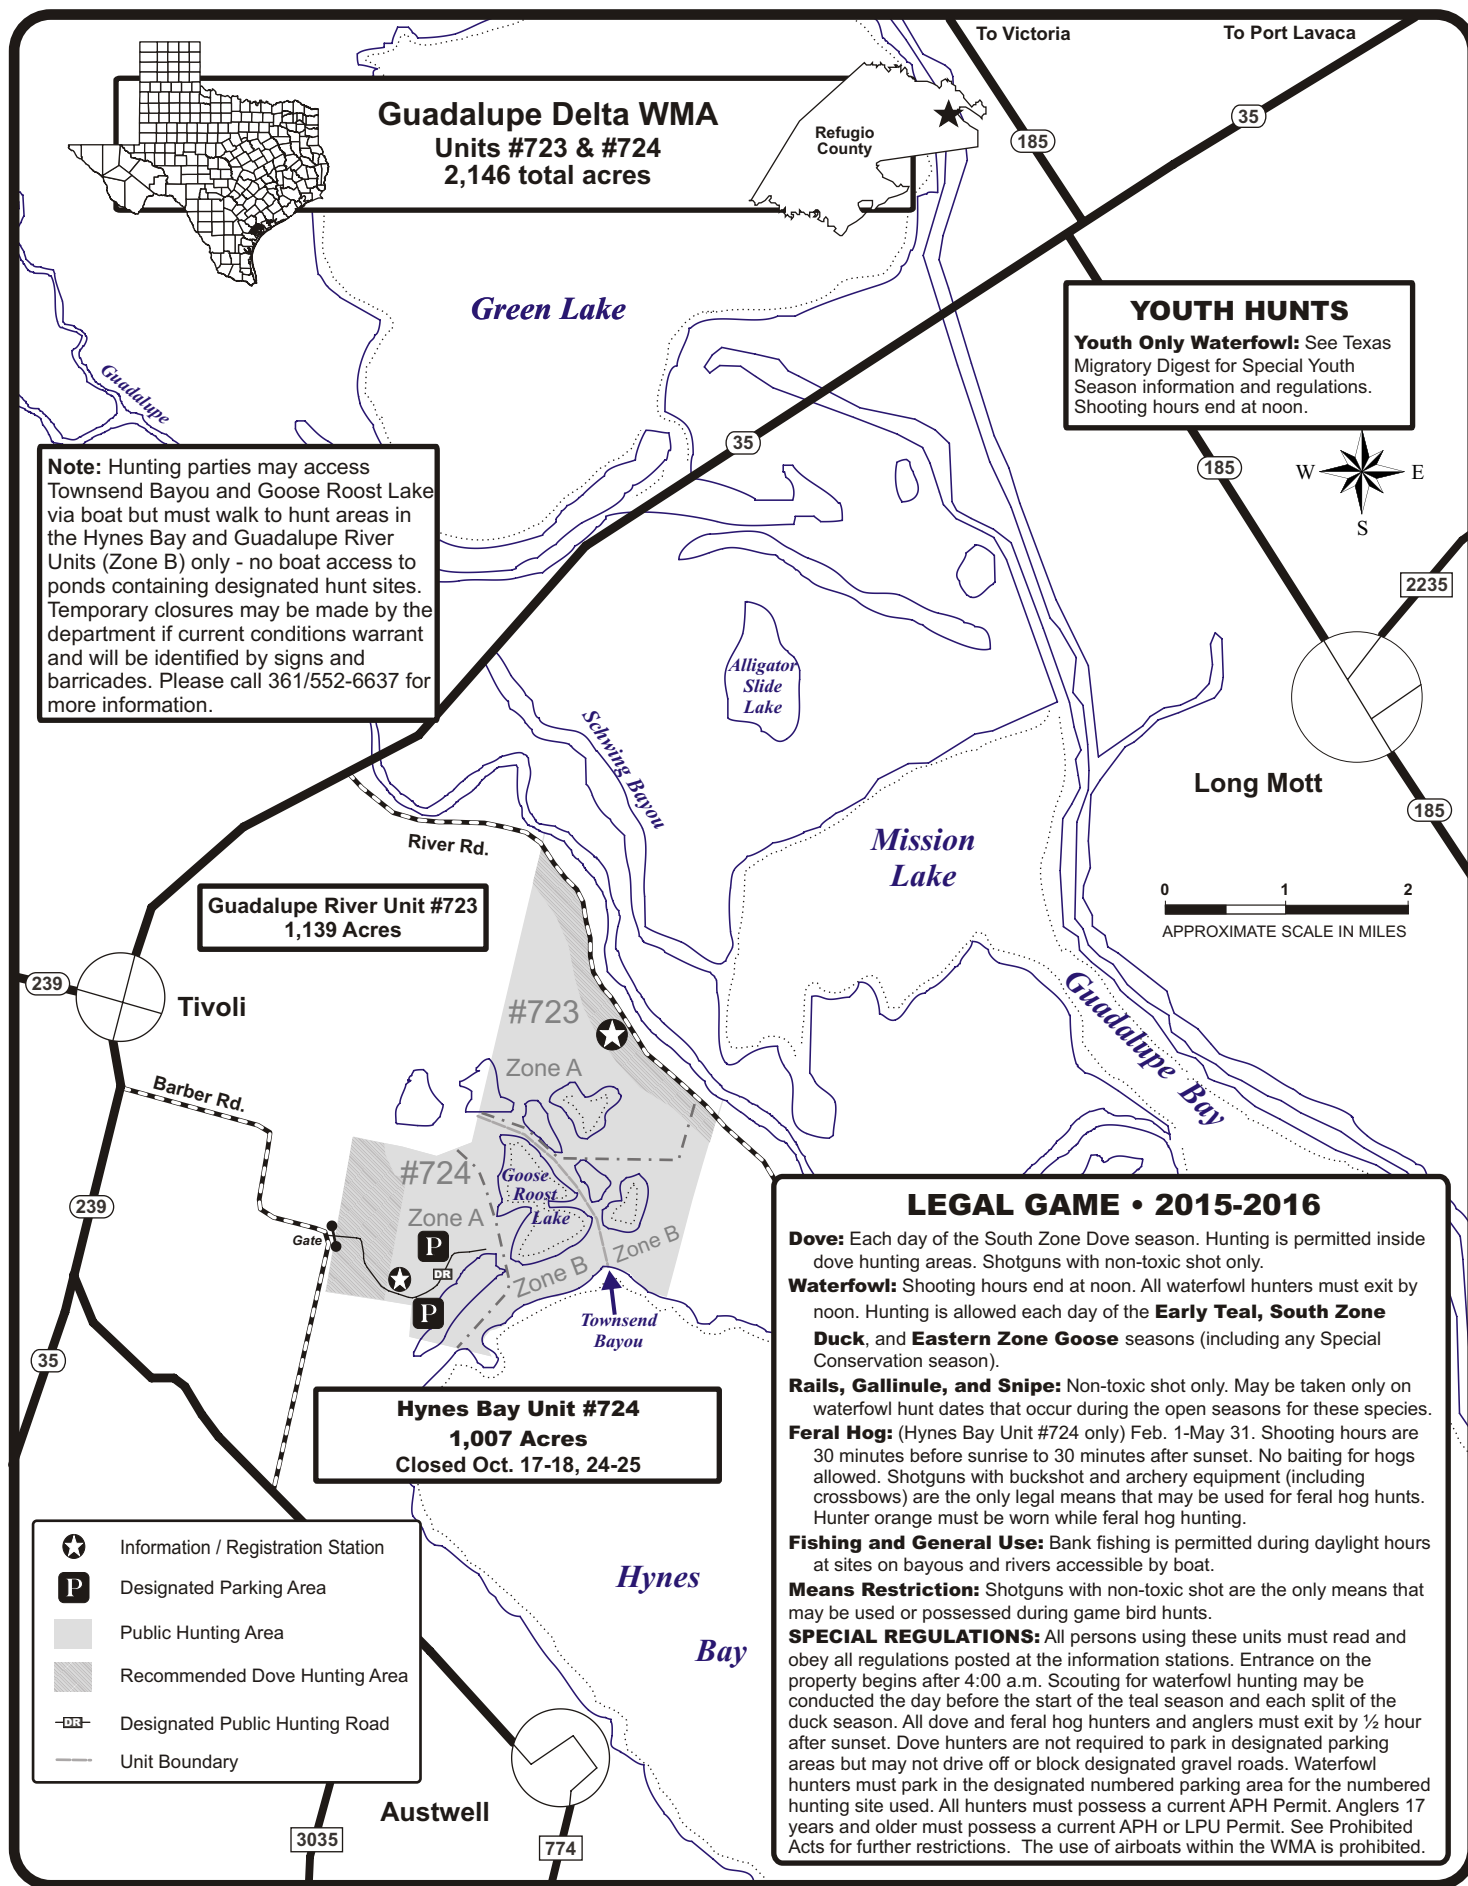 To Victoria
To Port Lavaca
Guadalupe Delta WMA
Units #723 & #724
2,146 total acres
Refugio
County
35
185
Green Lake
YOUTH HUNTS
Youth Only Waterfowl: See Texas
Migratory Digest for Special Youth
Season information and regulations.
Shooting hours end at noon.
Guadalupe
35
185
W
E
S
Note: Hunting parties may access
Townsend Bayou and Goose Roost Lake
via boat but must walk to hunt areas in
the Hynes Bay and Guadalupe River
Units (Zone B) only - no boat access to
ponds containing designated hunt sites.
Temporary closures may be made by the
department if current conditions warrant
and will be identified by signs and
barricades. Please call 361/552-6637 for
more information.
2235
Alligator
Slide
Lake
Schwing Bayou
Long Mott
185
River Rd.
Mission
Lake
0 1 2
APPROXIMATE SCALE IN MILES
Guadalupe River Unit #723
1,139 Acres
239
Tivoli
#723
Guadalupe Bay
Zone A
Barber Rd.
#724
Goose
Roost
Lake
239
Zone A
P
Gate
Zone B
Zone B
DR
P
Townsend
Bayou
35
Hynes Bay Unit #724
1,007 Acres
Closed Oct. 17-18, 24-25
LEGAL GAME • 2015-2016
Dove: Each day of the South Zone Dove season. Hunting is permitted inside
dove hunting areas. Shotguns with non-toxic shot only.
Waterfowl: Shooting hours end at noon. All waterfowl hunters must exit by
noon. Hunting is allowed each day of the Early Teal, South Zone
Duck, and Eastern Zone Goose seasons (including any Special
Conservation season).
Rails, Gallinule, and Snipe: Non-toxic shot only. May be taken only on
waterfowl hunt dates that occur during the open seasons for these species.
Feral Hog: (Hynes Bay Unit #724 only) Feb. 1-May 31. Shooting hours are
30 minutes before sunrise to 30 minutes after sunset. No baiting for hogs
allowed. Shotguns with buckshot and archery equipment (including
crossbows) are the only legal means that may be used for feral hog hunts.
Hunter orange must be worn while feral hog hunting.
Fishing and General Use: Bank fishing is permitted during daylight hours
at sites on bayous and rivers accessible by boat.
Means Restriction: Shotguns with non-toxic shot are the only means that
may be used or possessed during game bird hunts.
SPECIAL REGULATIONS: All persons using these units must read and
obey all regulations posted at the information stations. Entrance on the
property begins after 4:00 a.m. Scouting for waterfowl hunting may be
conducted the day before the start of the teal season and each split of the
duck season. All dove and feral hog hunters and anglers must exit by ½ hour
after sunset. Dove hunters are not required to park in designated parking
areas but may not drive off or block designated gravel roads. Waterfowl
hunters must park in the designated numbered parking area for the numbered
hunting site used. All hunters must possess a current APH Permit. Anglers 17
years and older must possess a current APH or LPU Permit. See Prohibited
Acts for further restrictions. The use of airboats within the WMA is prohibited.
Information / Registration Station
P Designated Parking Area
Public Hunting Area
Recommended Dove Hunting Area
DR Designated Public Hunting Road
Unit Boundary
Hynes
Bay
Austwell
3035
774